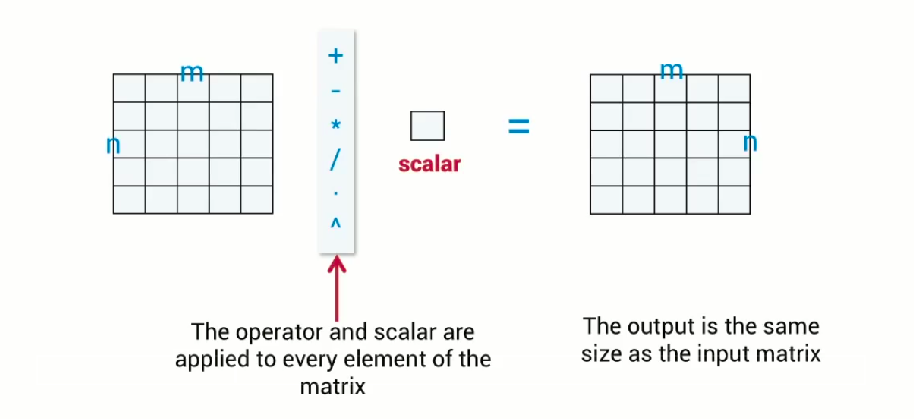 m
n
+
-
*
/
.
^
scalar
=
m
n
The operator and scalar are
applied to every element of the
matrix
The output is the same
size as the input matrix